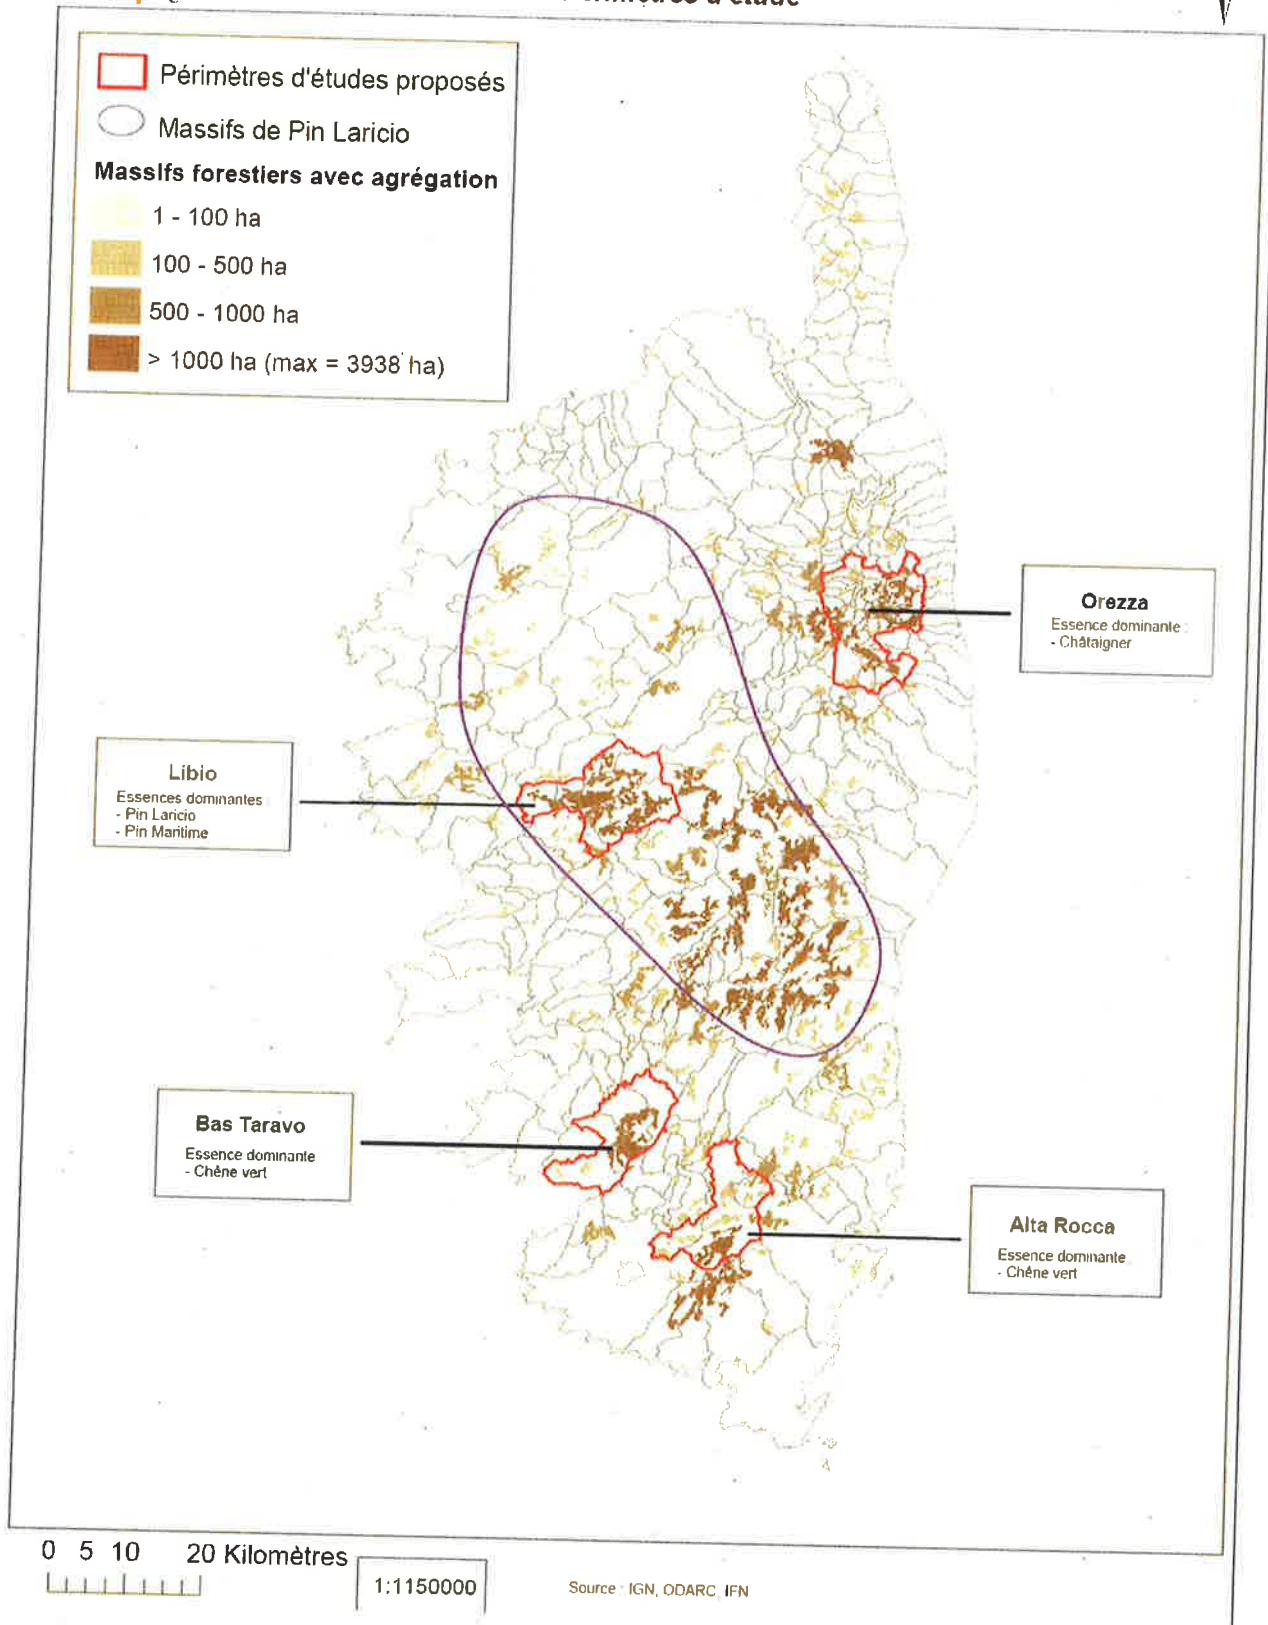 d'étude
Périmètres d'études proposés
Massifs de Pin Laricio
Massifs forestiers avec agrégation
1 - 100 ha
100 - 500 ha
500 - 1000 ha
> 1000 ha (max = 3938 ha)
Orezza
Essence dominante :
- Châtaigner
Libio
Essences dominantes
- Pin Laricio
- Pin Maritime
Bas Taravo
Essence dominante
- Chêne vert
Alta Rocca
Essence dominante
- Chêne vert
0 5 10 20 Kilomètres
1:1150000
Source : IGN, ODARC, IFN